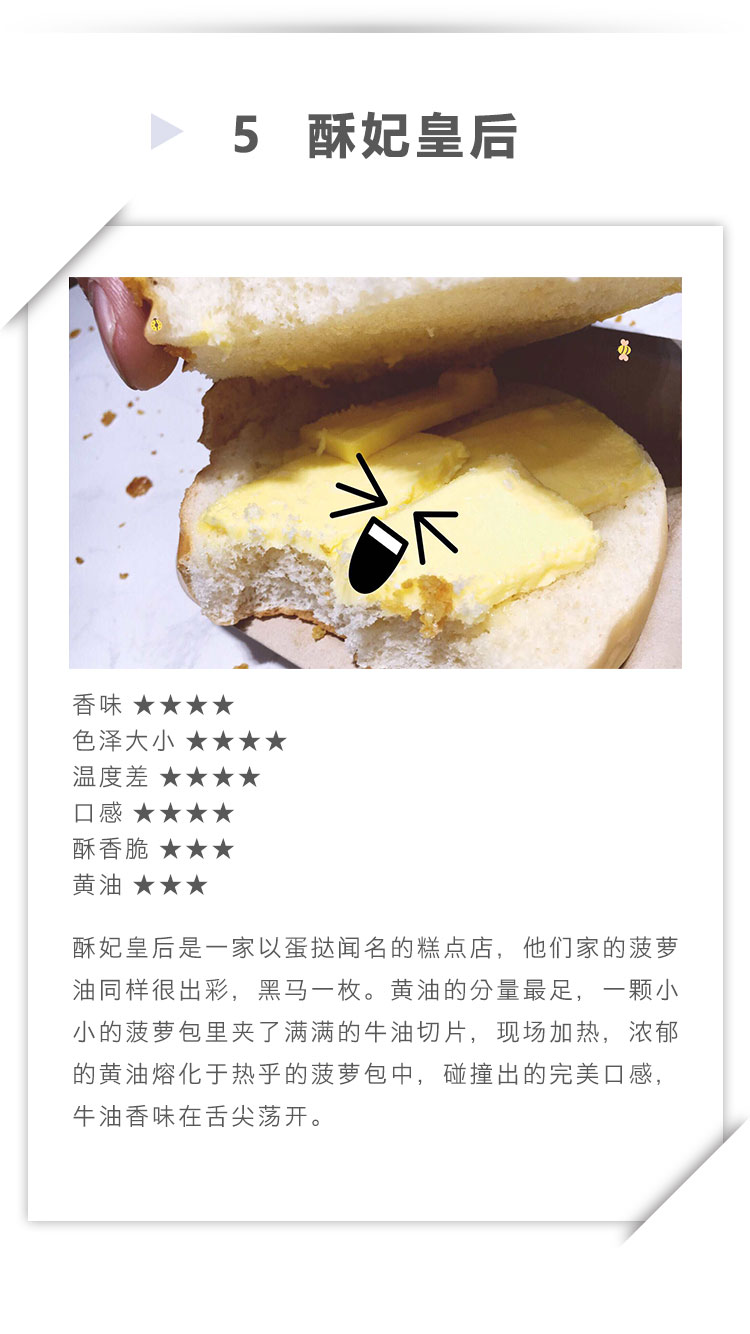 5 酥妃皇后
香味 ★★★★
色泽大小 ★★★★
温度差 ★★★★
口感 ★★★★
酥香脆 ★★★
黄油 ★★★
酥妃皇后是一家以蛋挞闻名的糕点店，他们家的菠萝
油同样很出彩，黑马一枚。黄油的分量最足，一颗小
小的菠萝包里夹了满满的牛油切片，现场加热，浓郁
的黄油熔化于热乎的菠萝包中，碰撞出的完美口感，
牛油香味在舌尖荡开。